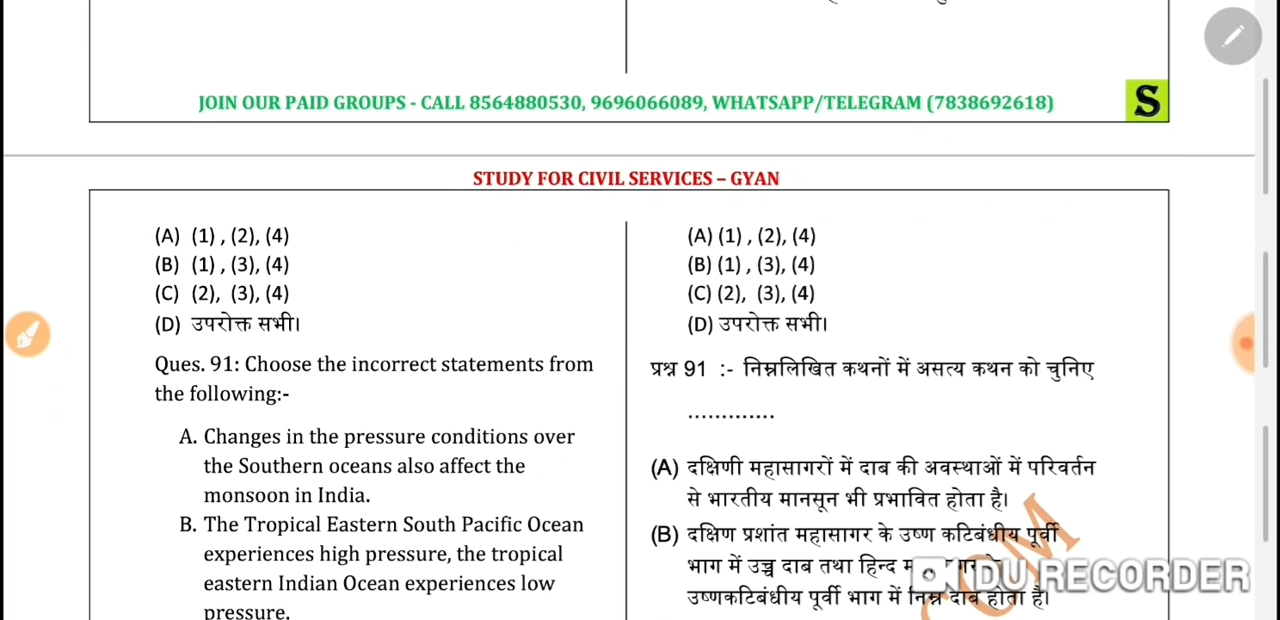 JOIN OUR PAID GROUPS - CALL 8564880530, 9696066089, WHATSAPP/TELEGRAM (7838692618)
S
STUDY FOR CIVIL SERVICES – GYAN
(A) (1) , (2), (4)
(B) (1) , (3), (4)
(C) (2), (3), (4)
(D) उपरोक्त सभी।
Ques. 91: Choose the incorrect statements from
the following:-
A. Changes in the pressure conditions over
the Southern oceans also affect the
monsoon in India.
B. The Tropical Eastern South Pacific Ocean
experiences high pressure, the tropical
eastern Indian Ocean experiences low
pressure.
(A) (1) , (2), (4)
(B) (1) , (3), (4)
(C) (2), (3), (4)
(D) उपरोक्त सभी।
प्रश्न 91 :- निम्नलिखित कथनों में असत्य कथन को चुनिए
.............
(A) दक्षिणी महासागरों में दाब की अवस्थाओं में परिवर्तन
से भारतीय मानसून भी प्रभावित होता है।
(B) दक्षिण प्रशांत महासागर के उष्ण कटिबंधीय पूर्वी
भाग में उच्च दाब तथा हिन्द
उष्णकटिबंधीय पूर्वी भाग में निम्न दाब होता है।
COM
DU RECORDER